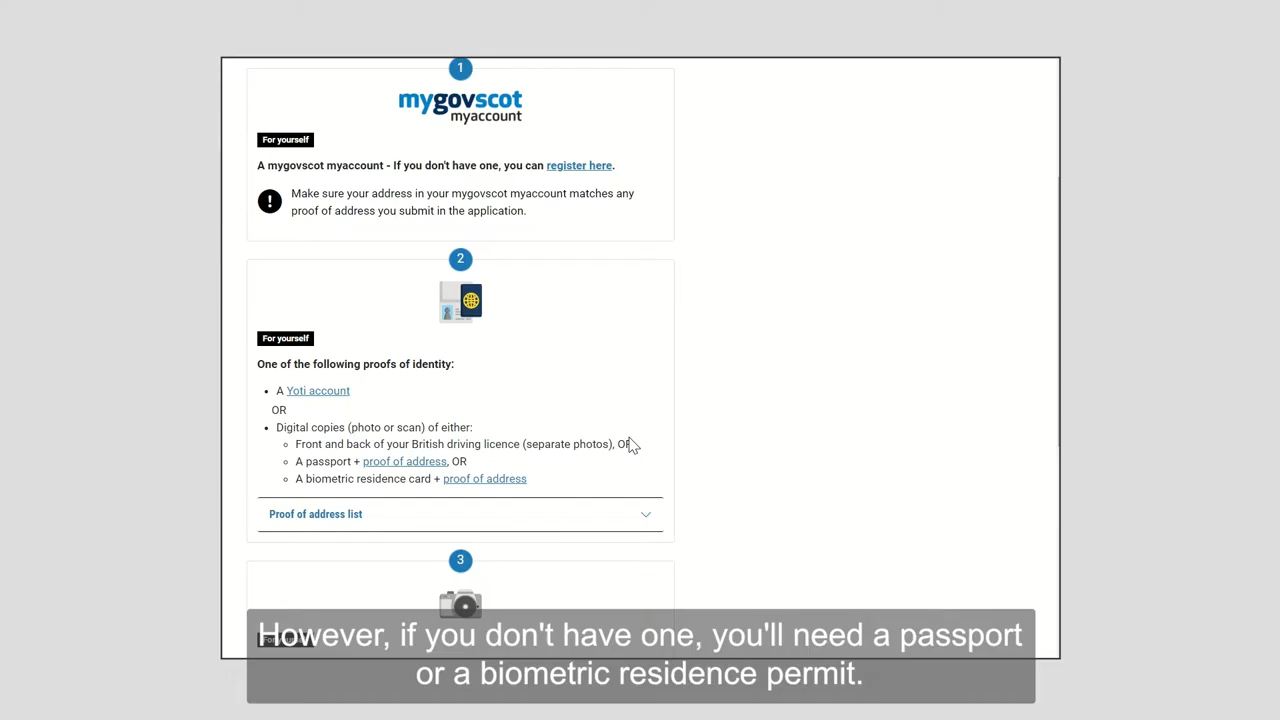 1
mygovscot
myaccount
For yourself
A mygovscot myaccount - If you don't have one, you can register here.
!
Make sure your address in your mygovscot myaccount matches any
proof of address you submit in the application.
2
For yourself
One of the following proofs of identity:
• A Yoti account
OR
• Digital copies (photo or scan) of either:
Front and back of your British driving licence (separate photos), OR
A passport + proof of address, OR
A biometric residence card + proof of address
Proof of address list
3
For yourself
However, if you don't have one, you'll need a passport
or a biometric residence permit.